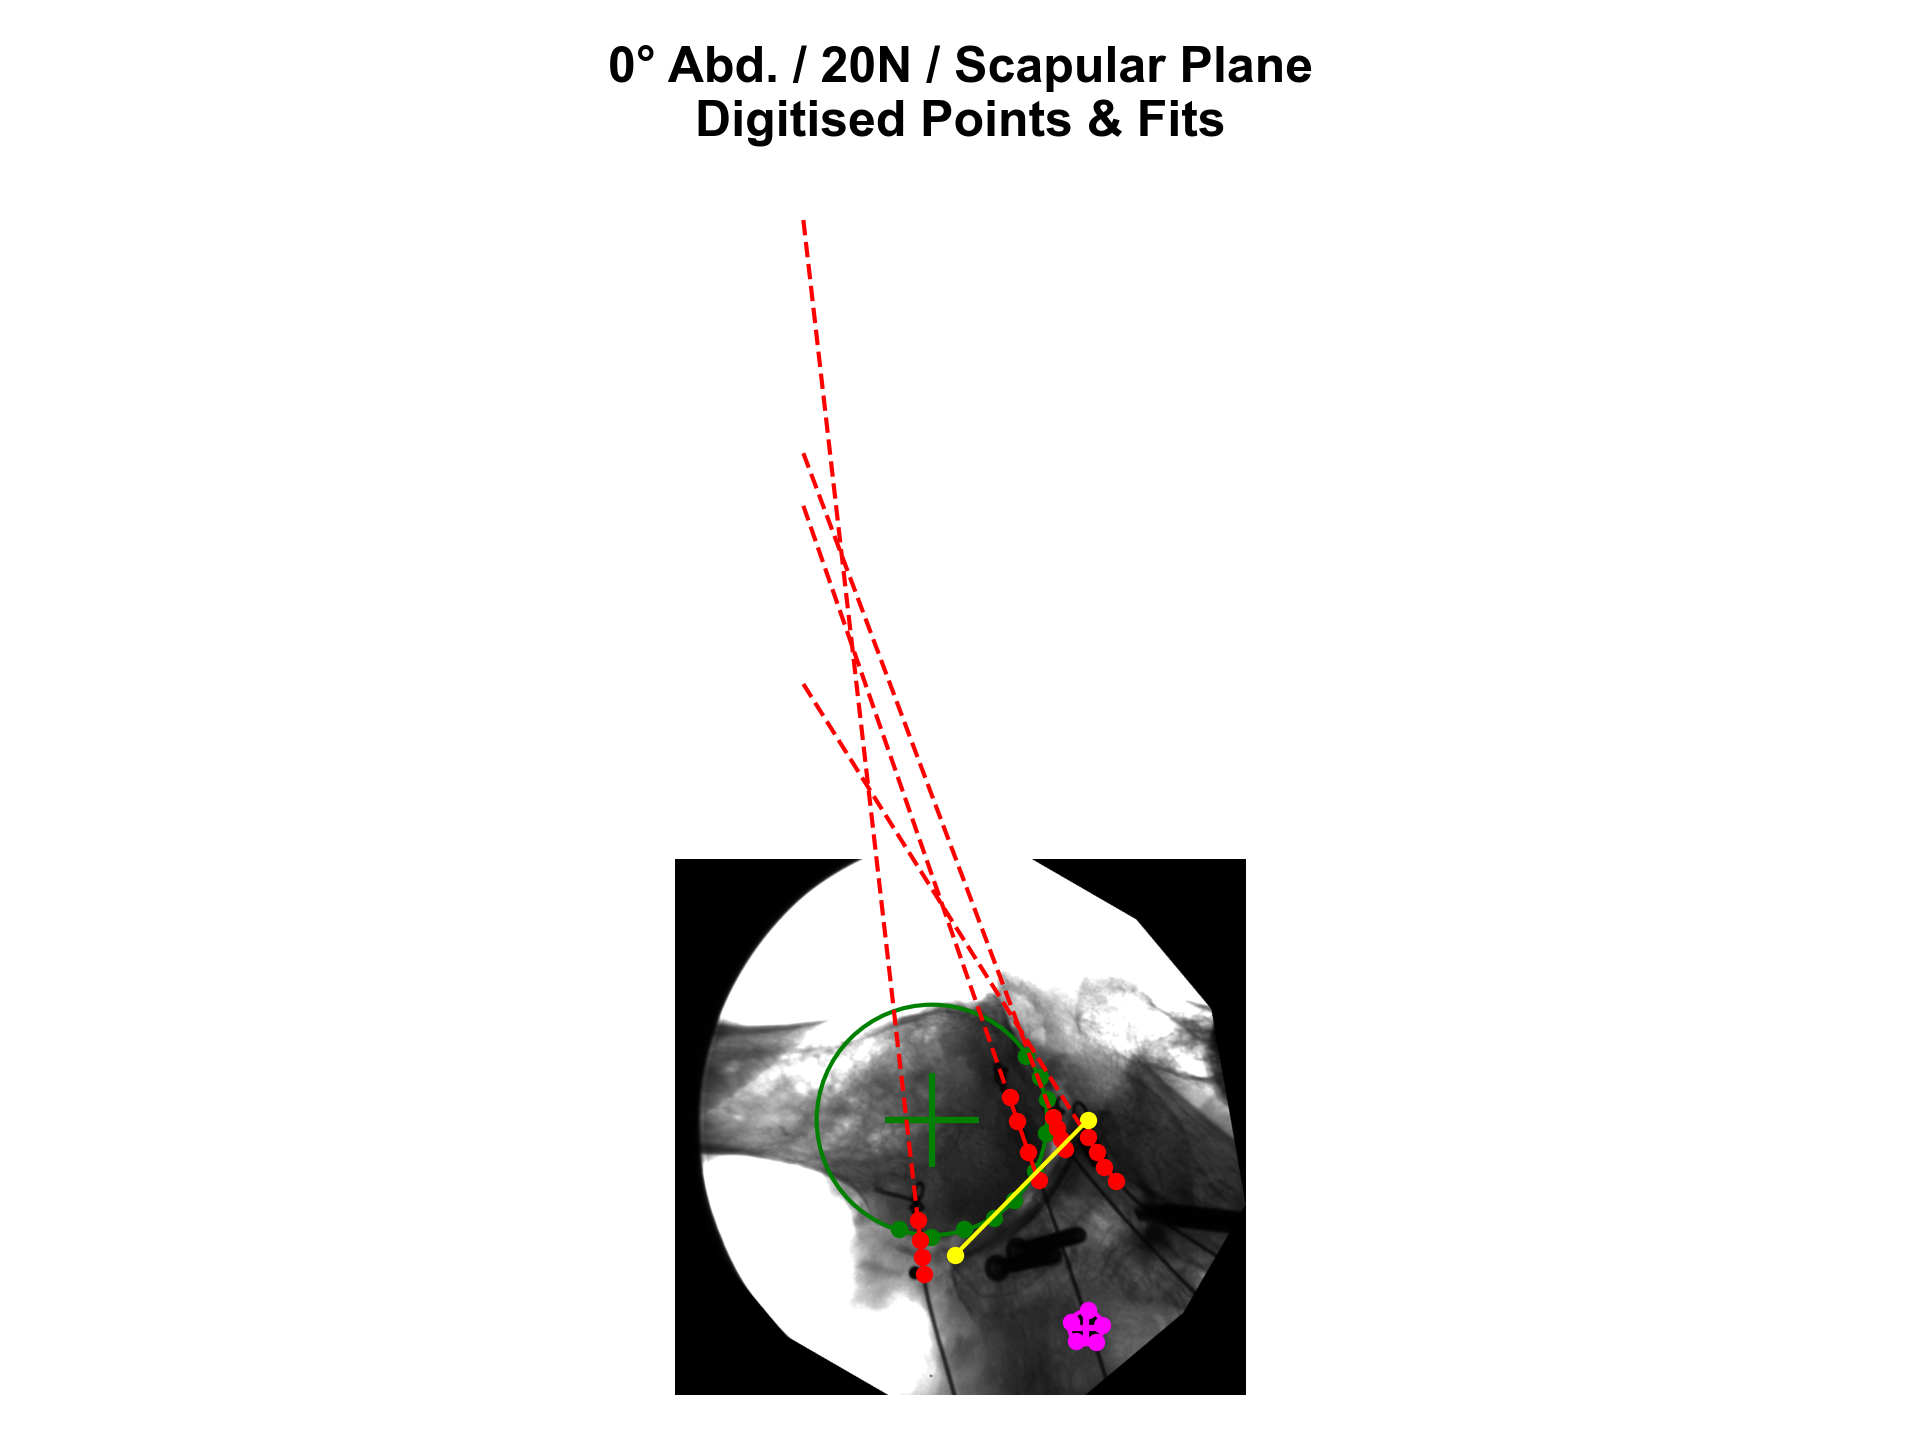 0° Abd. / 20N / Scapular Plane
Digitised Points & Fits